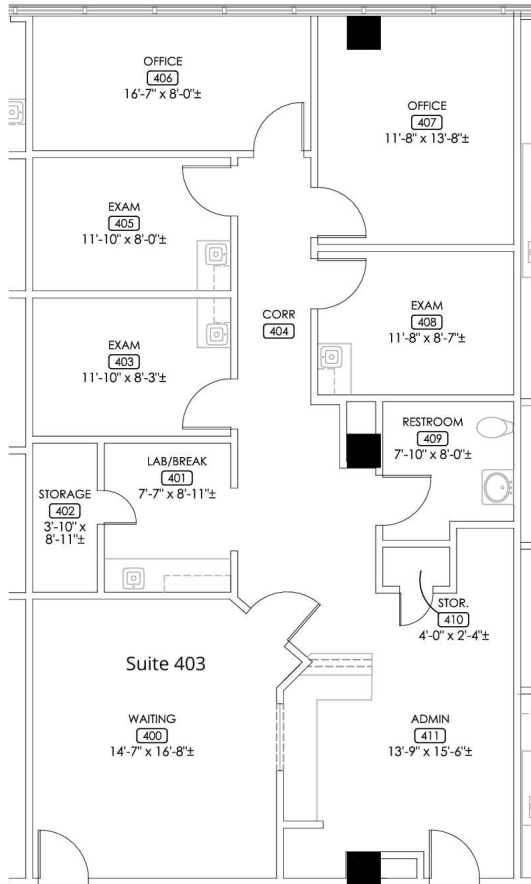 OFFICE
406
16'-7" x 8'-0"±
OFFICE
407
11'-8" x 13'-8"±
EXAM
405
11'-10" x 8'-0"±
CORR
404
EXAM
408
11'-8" x 8'-7"±
EXAM
403
11'-10" x 8'-3"±
RESTROOM
409
7'-10" x 8'-0"±
LAB/BREAK
401
7'-7" x 8'-11"±
STORAGE
402
3'-10" x
8'-11"±
STOR.
410
4'-0" x 2'-4"±
Suite 403
WAITING
400
14'-7" x 16'-8"±
ADMIN
411
13'-9" x 15'-6"±